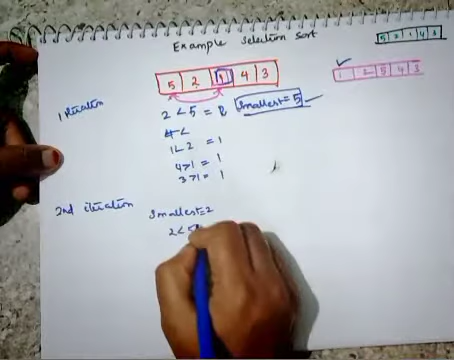 Example Selection Sort
5 2 1 4 3
5 2 1 4 3
1 2 5 4 3
1 iteration
2 < 5 = 2 Smallest = 5
1 < 2 = 1
4 > 1 = 1
3 > 1 = 1
2nd iteration Smallest = 2
2 < 5